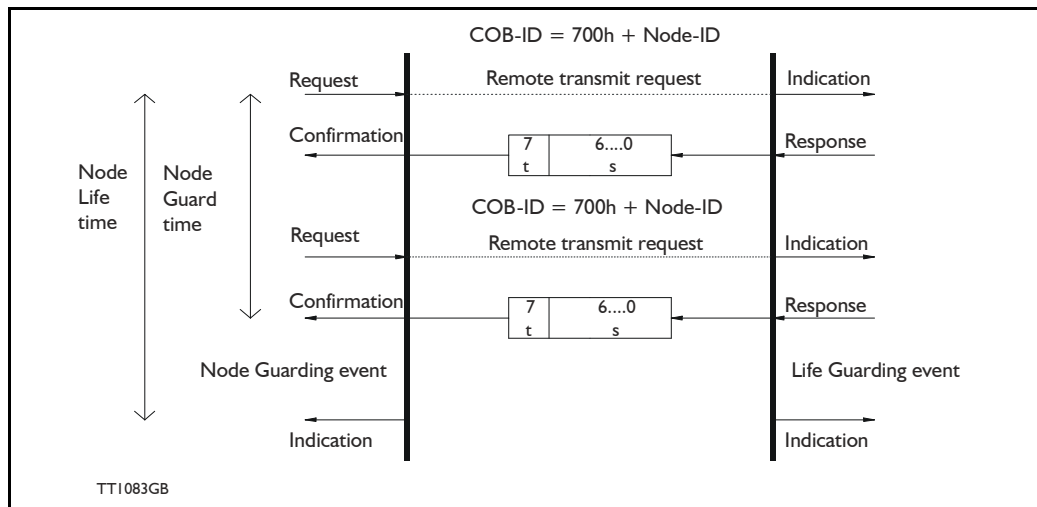 COB-ID = 700h + Node-ID
Request
Remote transmit request
Indication
Confirmation
7
6....0
Response
t
s
Node
Life
time
Node
Guard
time
COB-ID = 700h + Node-ID
Request
Remote transmit request
Indication
Confirmation
7
6....0
Response
t
s
Node Guarding event
Life Guarding event
Indication
Indication
TT1083GB